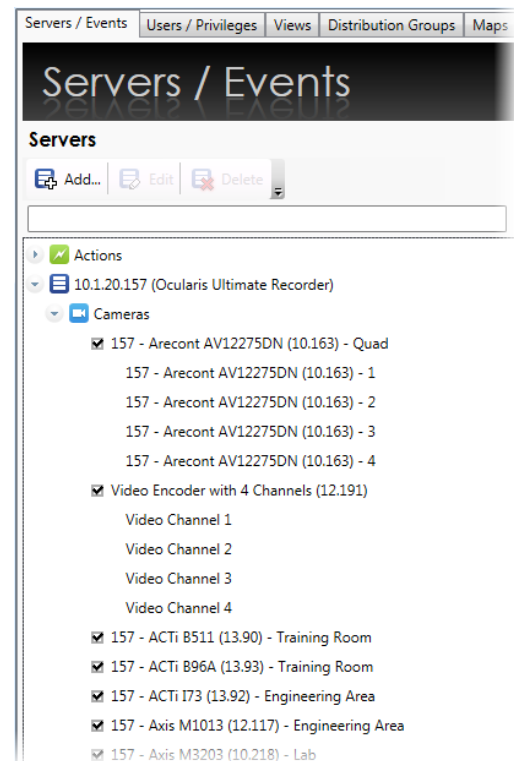 Servers / Events Users / Privileges Views Distribution Groups Maps
Servers / Events
Servers
Add... Edit Delete
Actions
10.1.20.157 (Ocularis Ultimate Recorder)
Cameras
157 - Arecont AV12275DN (10.163) - Quad
157 - Arecont AV12275DN (10.163) - 1
157 - Arecont AV12275DN (10.163) - 2
157 - Arecont AV12275DN (10.163) - 3
157 - Arecont AV12275DN (10.163) - 4
Video Encoder with 4 Channels (12.191)
Video Channel 1
Video Channel 2
Video Channel 3
Video Channel 4
157 - ACTi B511 (13.90) - Training Room
157 - ACTi B96A (13.93) - Training Room
157 - ACTi I73 (13.92) - Engineering Area
157 - Axis M1013 (12.117) - Engineering Area
157 - Axis M3203 (10.218) - Lab